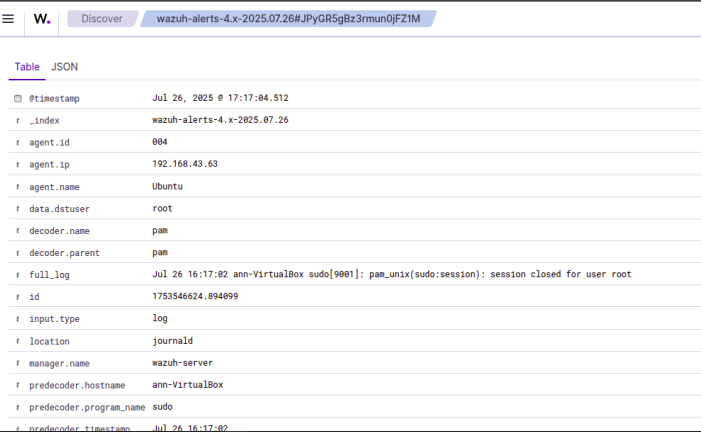 W.
Discover
wazuh-alerts-4.x-2025.07.26#JPyGR5gBz3rmun0jFZ1M
Table JSON
@timestamp Jul 26, 2025 @ 17:17:04.512
t _index wazuh-alerts-4.x-2025.07.26
t agent.id 004
t agent.ip 192.168.43.63
t agent.name Ubuntu
t data.dstuser root
t decoder.name pam
t decoder.parent pam
t full_log Jul 26 16:17:02 ann-VirtualBox sudo[9001]: pam_unix(sudo:session): session closed for user root
t id 1753546624.894099
t input.type log
t location journald
t manager.name wazuh-server
t predecoder.hostname ann-VirtualBox
t predecoder.program_name sudo
t predecoder.timestamp Jul 26 16:17:02